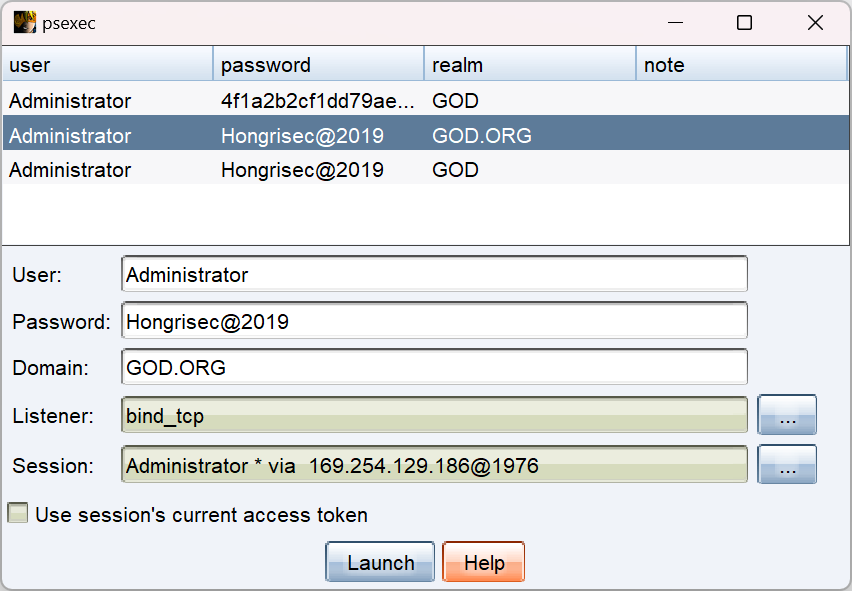 psexec
user password realm note
Administrator 4f1a2b2cf1dd79ae... GOD
Administrator Hongrisec@2019 GOD.ORG
Administrator Hongrisec@2019 GOD
User: Administrator
Password: Hongrisec@2019
Domain: GOD.ORG
Listener: bind_tcp ...
Session: Administrator * via  169.254.129.186@1976 ...
Use session's current access token
Launch Help